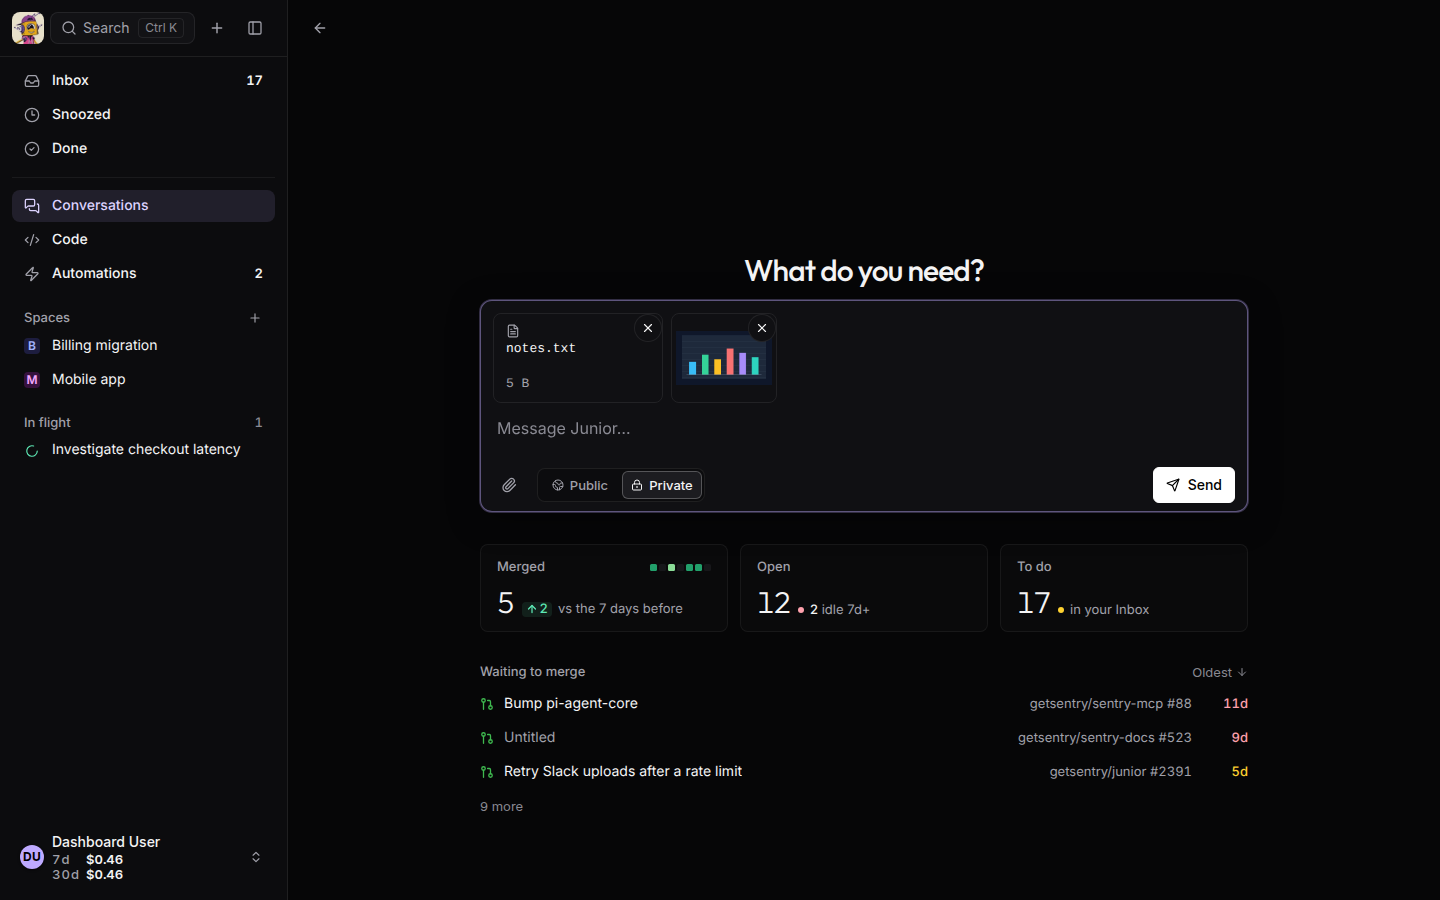 Search Ctrl K
Inbox 17
Snoozed
Done
Conversations
Code
Automations 2
Spaces
B Billing migration
M Mobile app
In flight 1
Investigate checkout latency
DU Dashboard User
7d $0.46
30d $0.46
What do you need?
notes.txt
5 B
Message Junior...
Public Private Send
Merged
5 2 vs the 7 days before
Open
12 2 idle 7d+
To do
17 in your Inbox
Waiting to merge Oldest
Bump pi-agent-core getsentry/sentry-mcp #88 11d
Untitled getsentry/sentry-docs #523 9d
Retry Slack uploads after a rate limit getsentry/junior #2391 5d
9 more